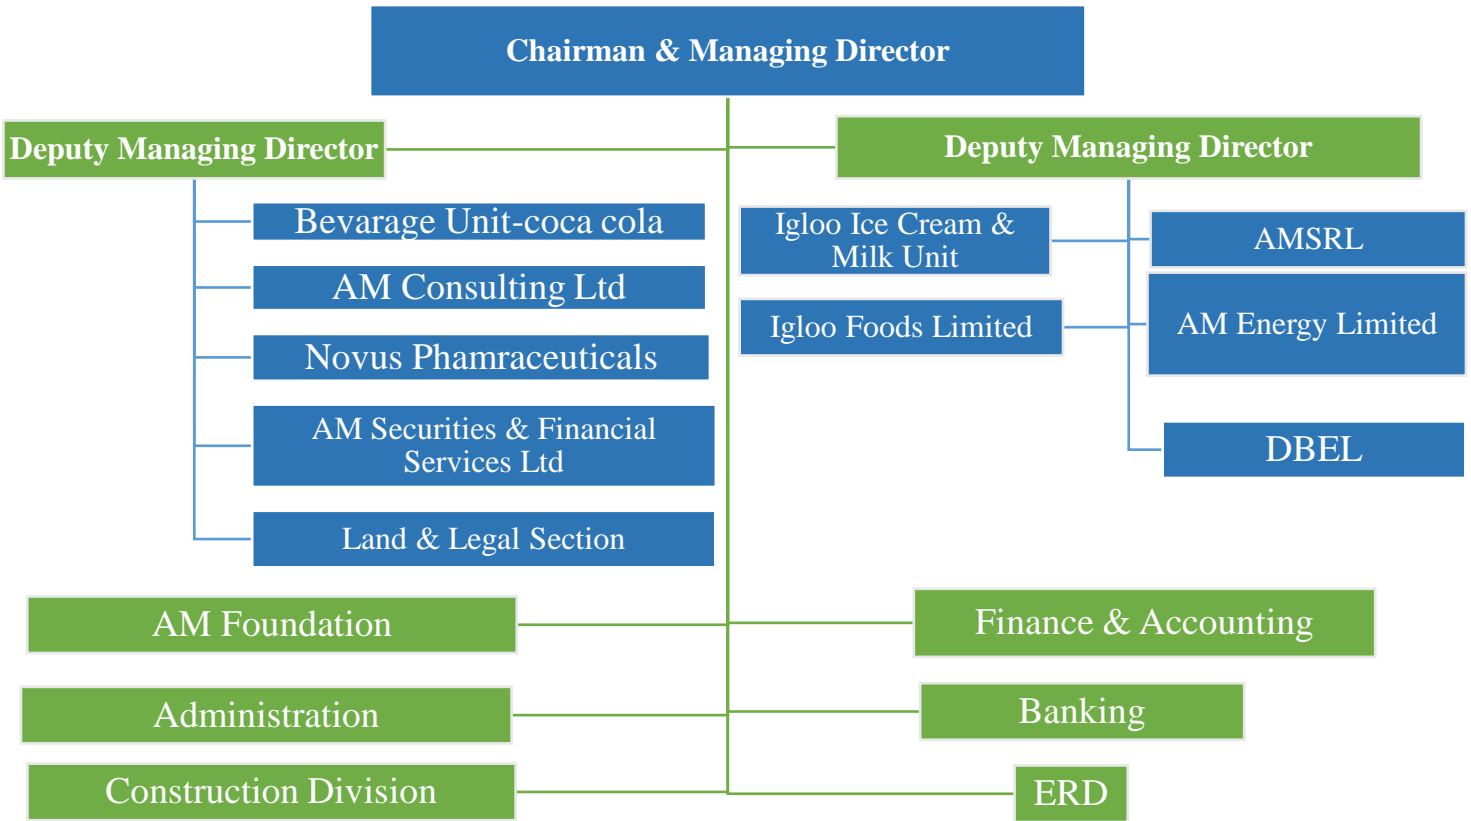 Chairman & Managing Director
Deputy Managing Director
Deputy Managing Director
Bevarage Unit-coca cola
AM Consulting Ltd
Novus Phamraceuticals
AM Securities & Financial
Services Ltd
Land & Legal Section
Igloo Ice Cream &
Milk Unit
Igloo Foods Limited
AMSRL
AM Energy Limited
DBEL
AM Foundation
Finance & Accounting
Administration
Banking
Construction Division
ERD